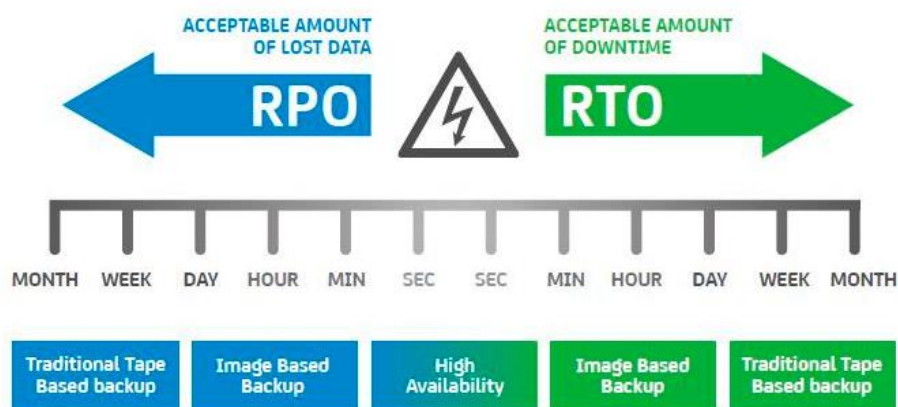 ACCEPTABLE AMOUNT
OF LOST DATA
RPO
ACCEPTABLE AMOUNT
OF DOWNTIME
RTO
MONTH WEEK DAY HOUR MIN SEC SEC MIN HOUR DAY WEEK MONTH
Traditional Tape
Based backup
Image Based
Backup
High
Availability
Image Based
Backup
Traditional Tape
Based backup